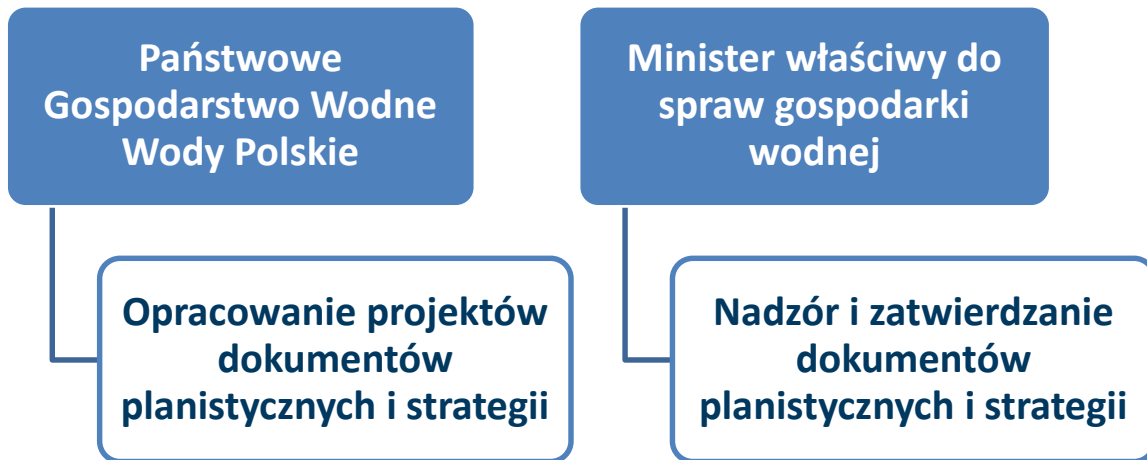 Państwowe
Gospodarstwo Wodne
Wody Polskie
Opracowanie projektów
dokumentów
planistycznych i strategii
Minister właściwy do
spraw gospodarki
wodnej
Nadzór i zatwierdzanie
dokumentów
planistycznych i strategii